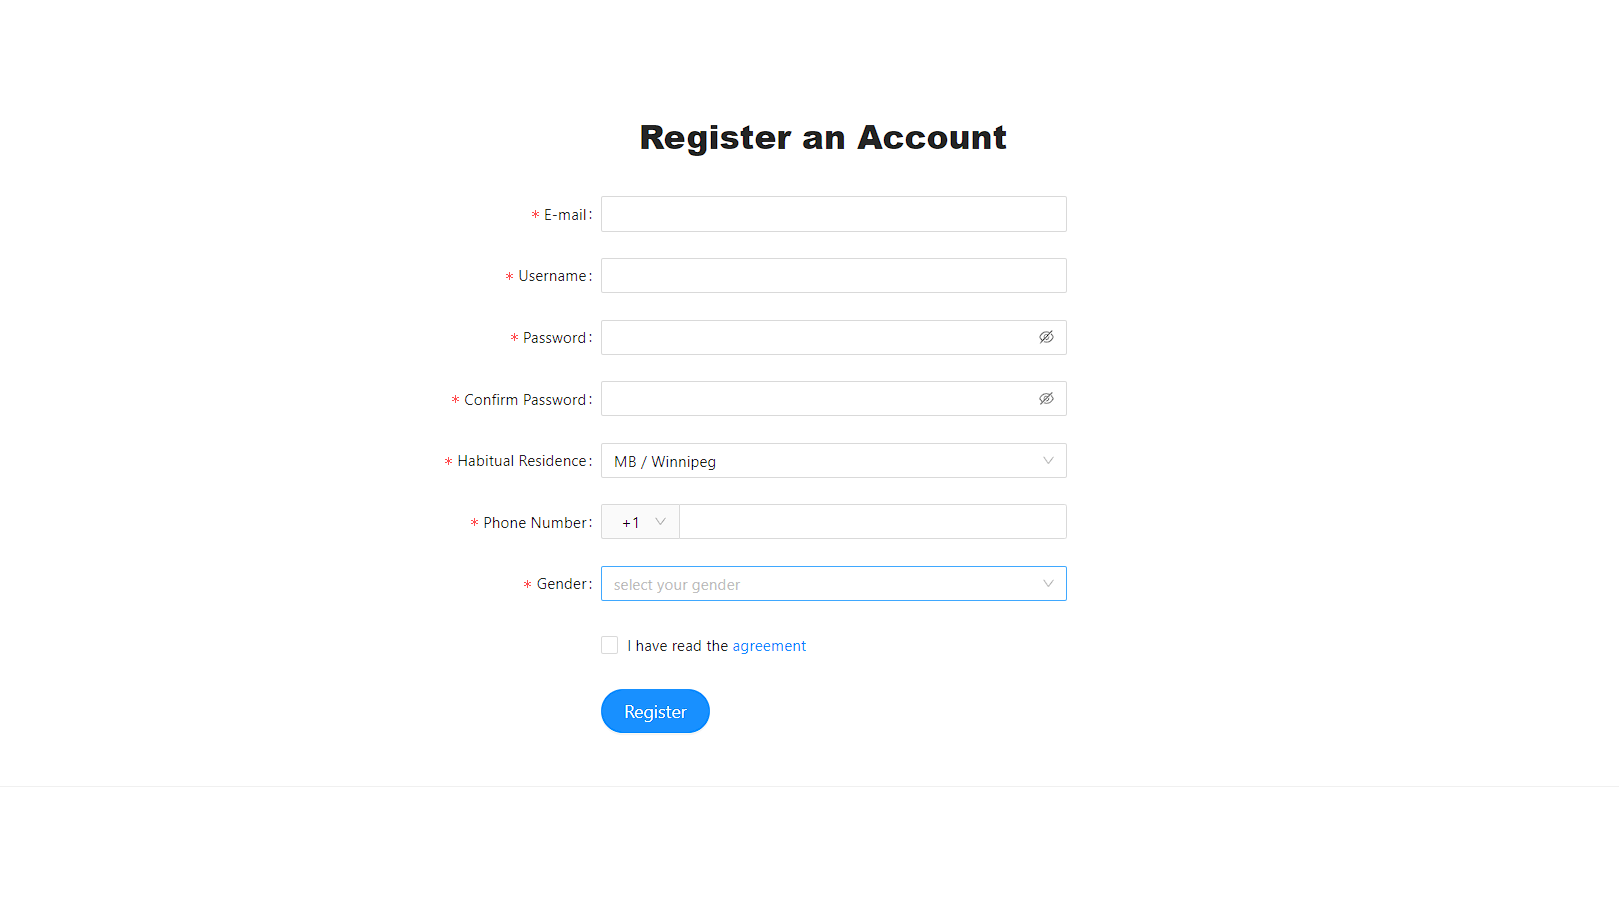 Register an Account
* E-mail:
* Username:
* Password:
* Confirm Password:
* Habitual Residence: MB / Winnipeg
* Phone Number: +1
* Gender: select your gender
I have read the agreement
Register